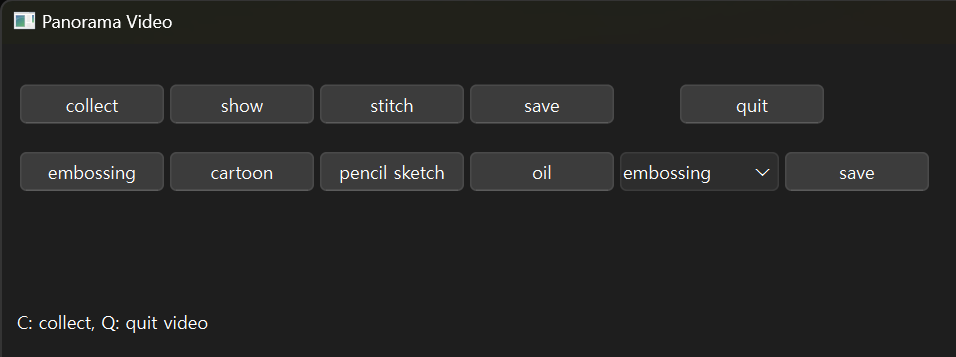 Panorama Video
collect show stitch save quit
embossing cartoon pencil sketch oil embossing save
C: collect, Q: quit video